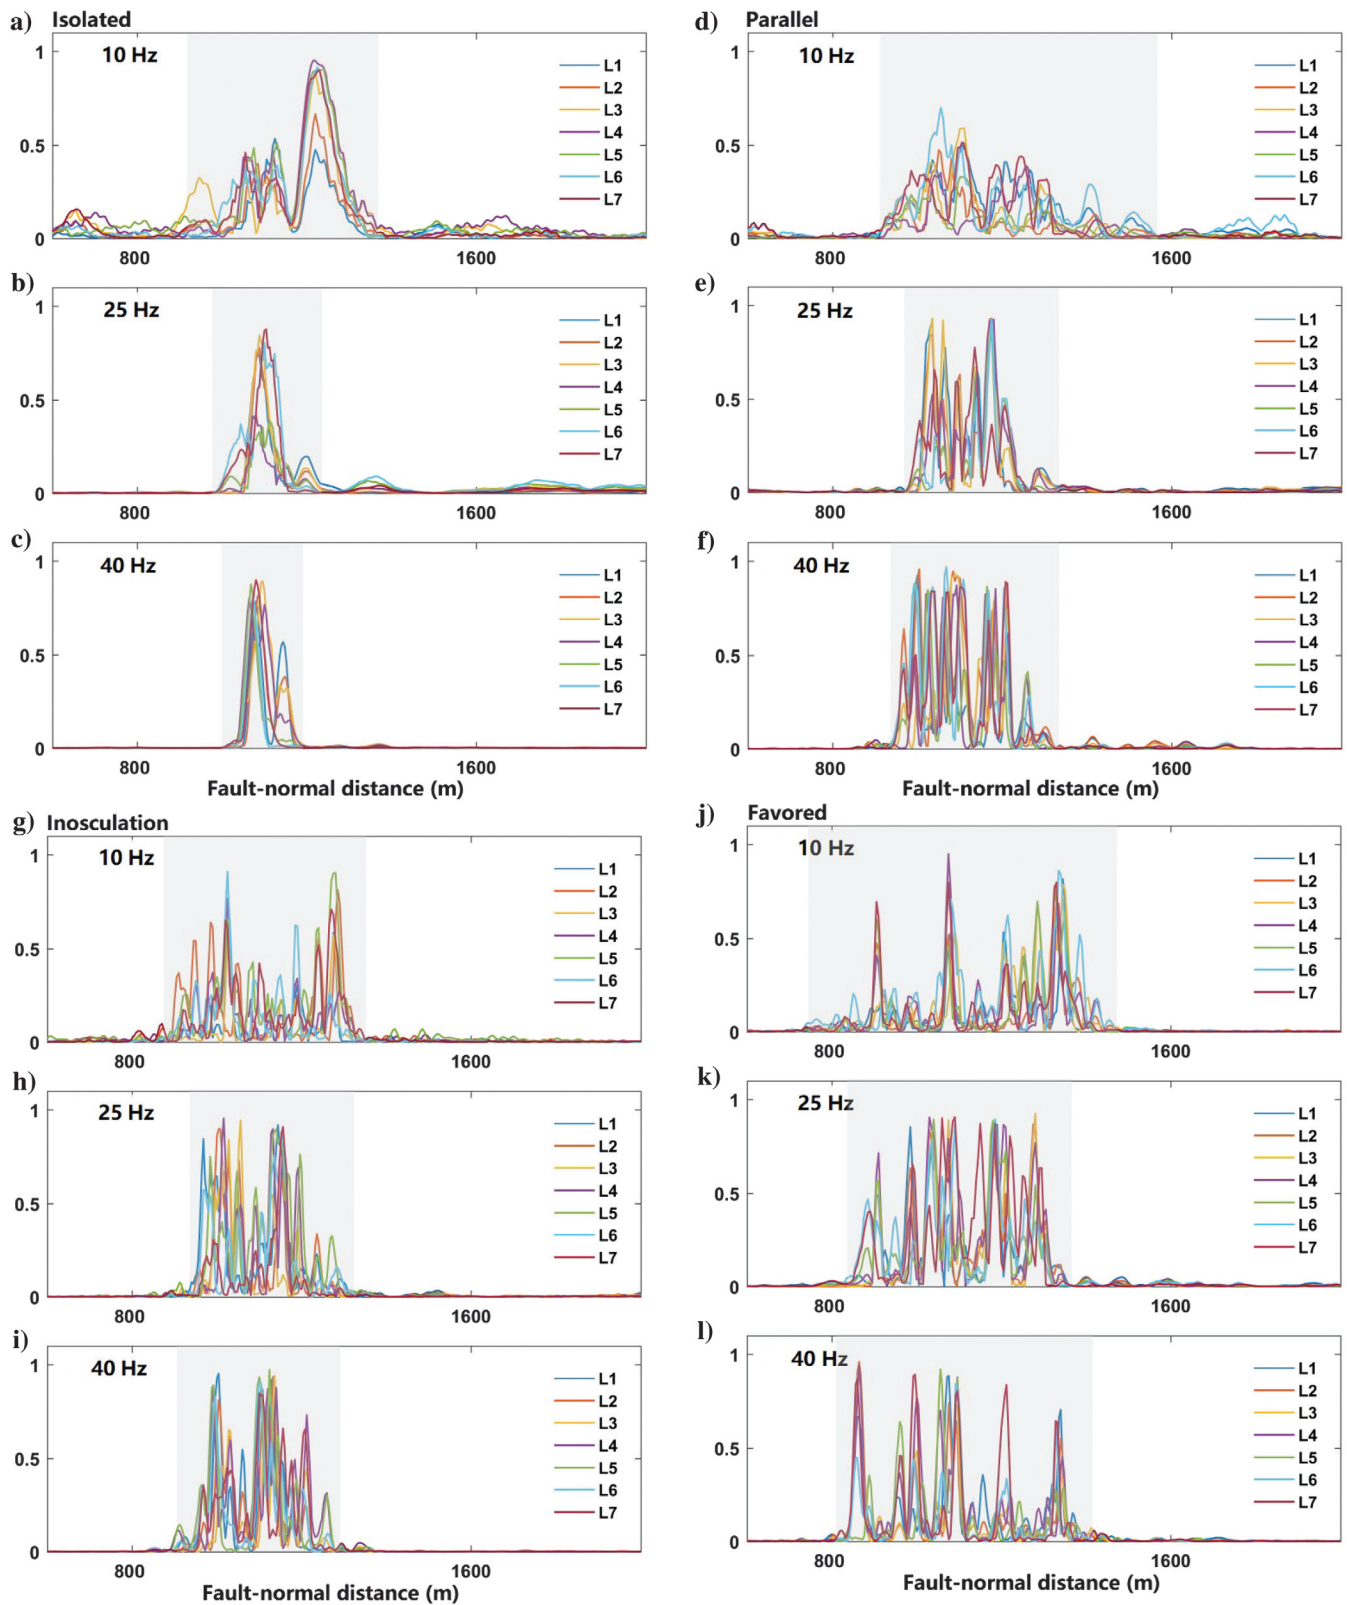 a) Isolated
10 Hz
1
0.5
0
800
1600
L1
L2
L3
L4
L5
L6
L7
b)
25 Hz
1
0.5
0
800
1600
L1
L2
L3
L4
L5
L6
L7
c)
40 Hz
1
0.5
0
800
1600
L1
L2
L3
L4
L5
L6
L7
Fault-normal distance (m)
d) Parallel
10 Hz
1
0.5
0
800
1600
L1
L2
L3
L4
L5
L6
L7
e)
25 Hz
1
0.5
0
800
1600
L1
L2
L3
L4
L5
L6
L7
f)
40 Hz
1
0.5
0
800
1600
L1
L2
L3
L4
L5
L6
L7
Fault-normal distance (m)
g) Inosculation
10 Hz
1
0.5
0
800
1600
L1
L2
L3
L4
L5
L6
L7
h)
25 Hz
1
0.5
0
800
1600
L1
L2
L3
L4
L5
L6
L7
i)
40 Hz
1
0.5
0
800
1600
L1
L2
L3
L4
L5
L6
L7
Fault-normal distance (m)
j) Favored
10 Hz
1
0.5
0
800
1600
L1
L2
L3
L4
L5
L6
L7
k)
25 Hz
1
0.5
0
800
1600
L1
L2
L3
L4
L5
L6
L7
l)
40 Hz
1
0.5
0
800
1600
L1
L2
L3
L4
L5
L6
L7
Fault-normal distance (m)